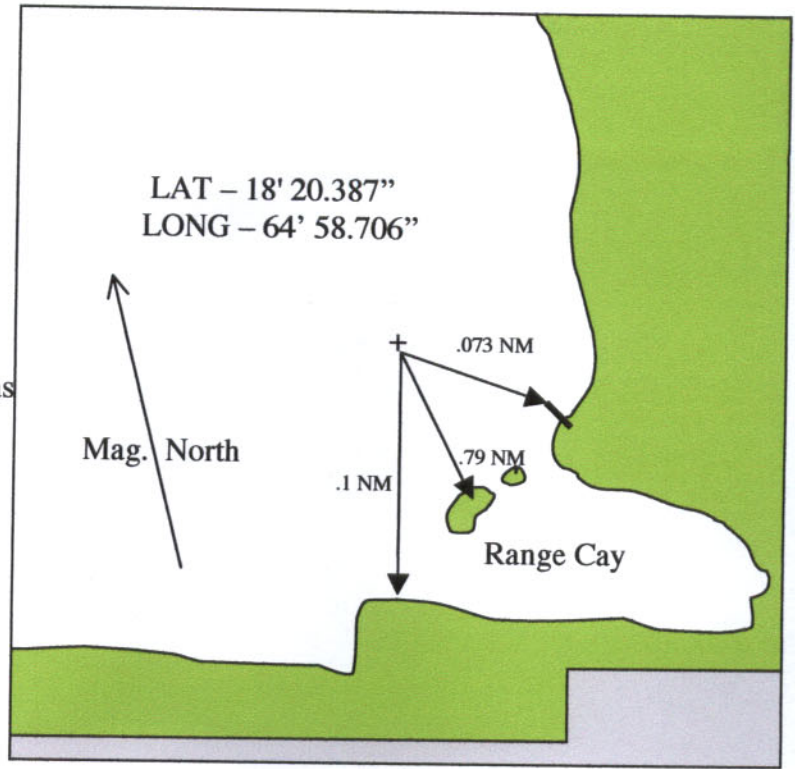 LAT – 18' 20.387”
LONG – 64’ 58.706”
.073 NM
Mag. North
.79 NM
.1 NM
Range Cay